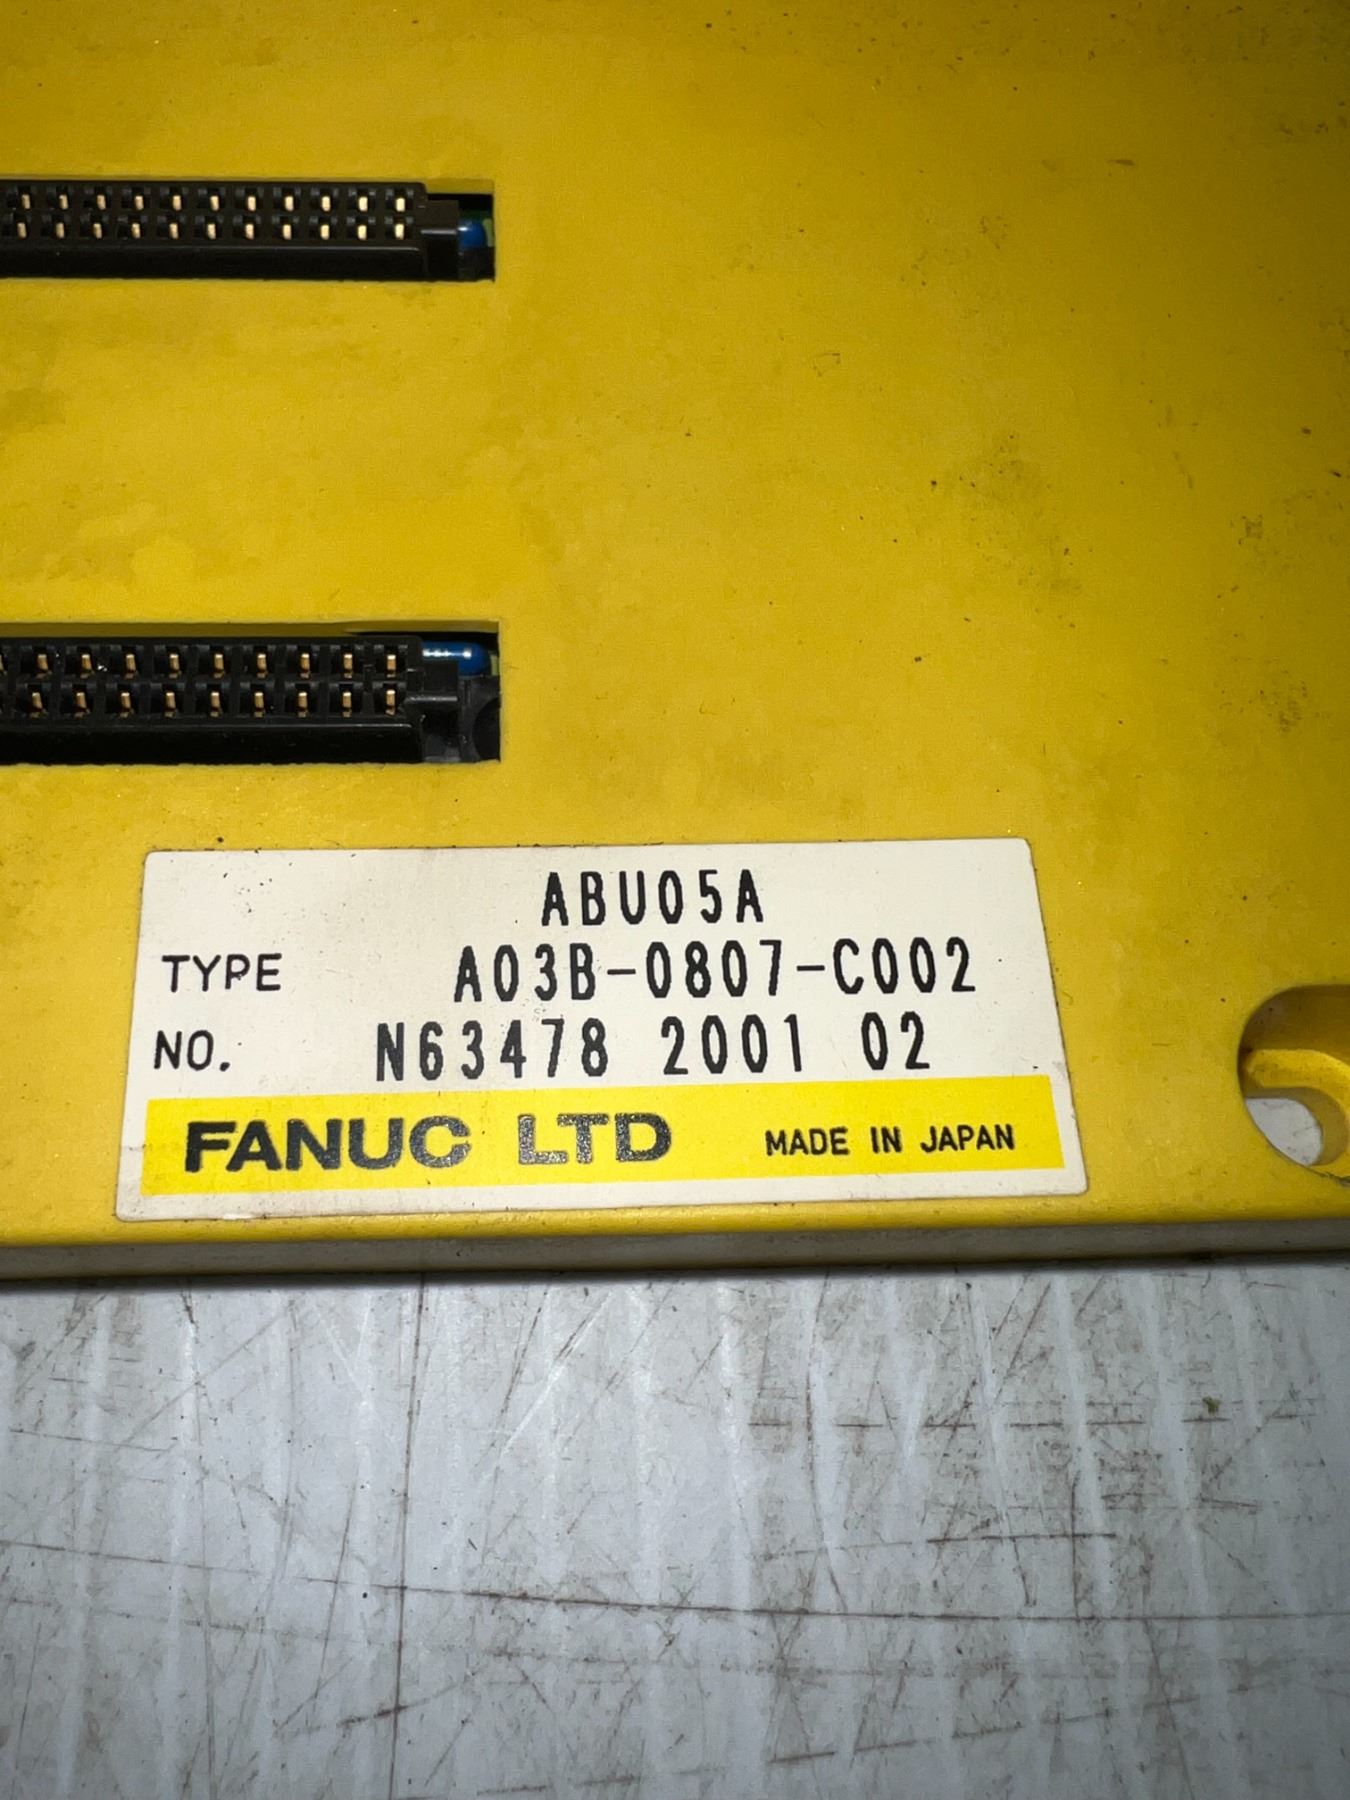 ABU05A
TYPE A03B-0807-C002
NO. N63478 2001 02
FANUC LTD MADE IN JAPAN